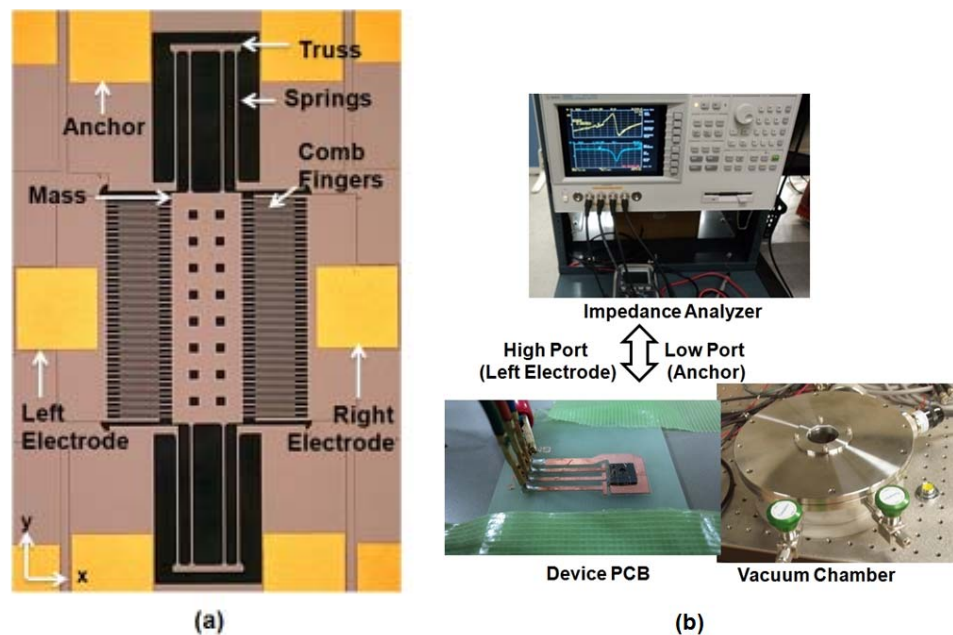 Truss
Springs
Anchor
Comb
Fingers
Mass
Left
Electrode
Right
Electrode
y
x
(a)
Impedance Analyzer
High Port
(Left Electrode)
Low Port
(Anchor)
Device PCB
Vacuum Chamber
(b)